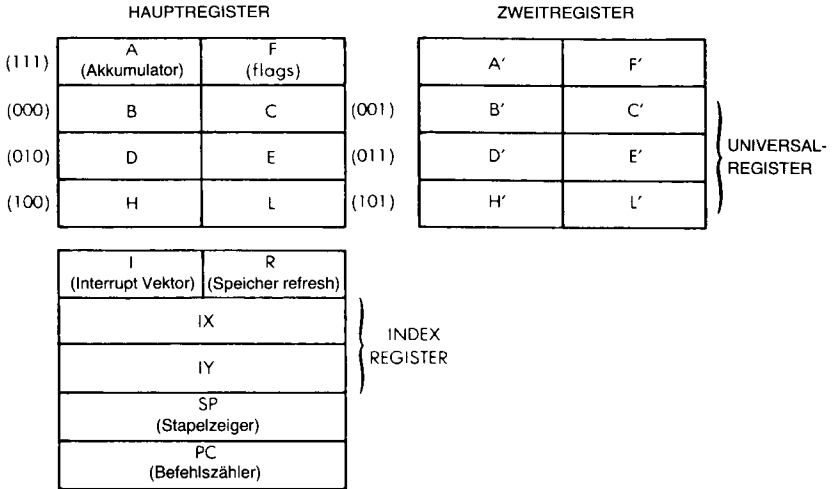 HAUPTREGISTER
ZWEITREGISTER
(111)
A
(Akkumulator)
F
(flags)
A′
F′
(000)
B
C
(001)
B′
C′
(010)
D
E
(011)
D′
E′
(100)
H
L
(101)
H′
L′
UNIVERSAL-
REGISTER
I
(Interrupt Vektor)
R
(Speicher refresh)
IX
IY
INDEX
REGISTER
SP
(Stapelzeiger)
PC
(Befehlszähler)